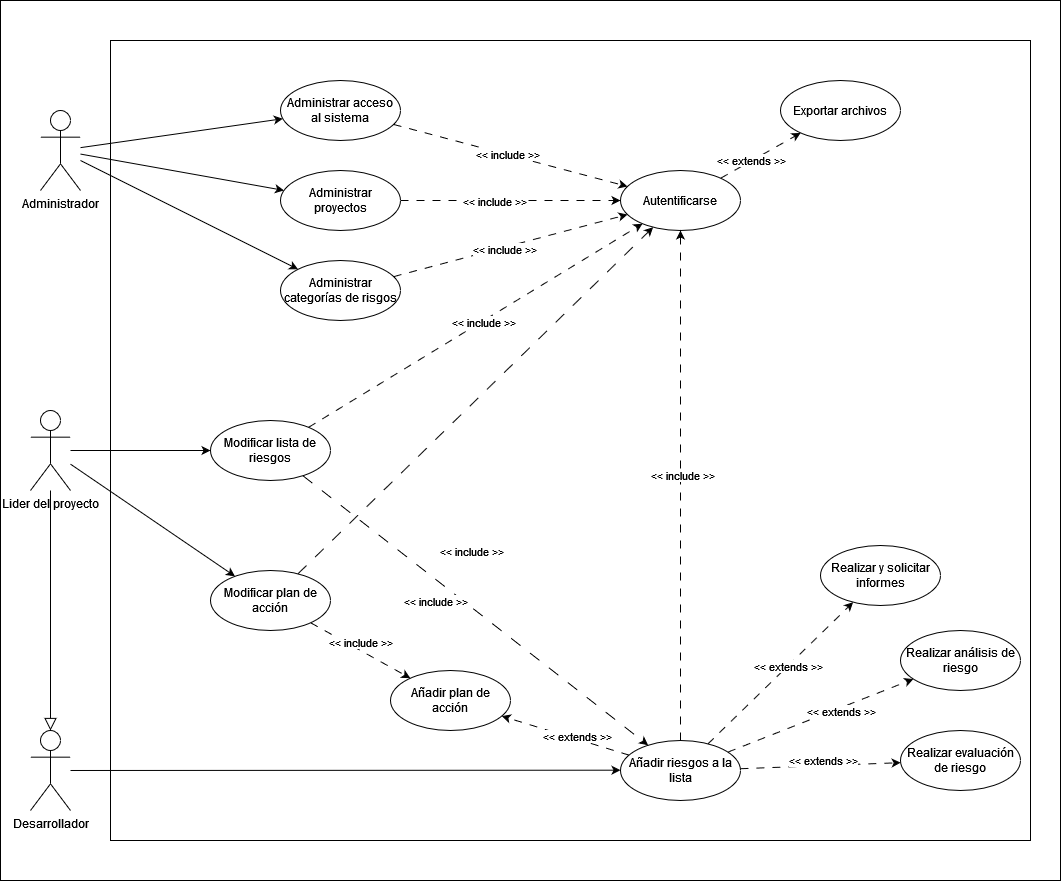 Administrar acceso
al sistema
Exportar archivos
<< include >>
<< extends >>
Administrador
Administrar
proyectos
<< include >>
Autentificarse
<< include >>
Administrar
categorías de risgos
<< include >>
Modificar lista de
riesgos
<< include >>
Lider del proyecto
<< include >>
Realizar y solicitar
informes
Modificar plan de
acción
<< include >>
<< include >>
Realizar análisis de
riesgo
<< extends >>
Añadir plan de
acción
<< extends >>
<< extends >>
Añadir riesgos a la
lista
<< extends >>
Realizar evaluación
de riesgo
Desarrollador